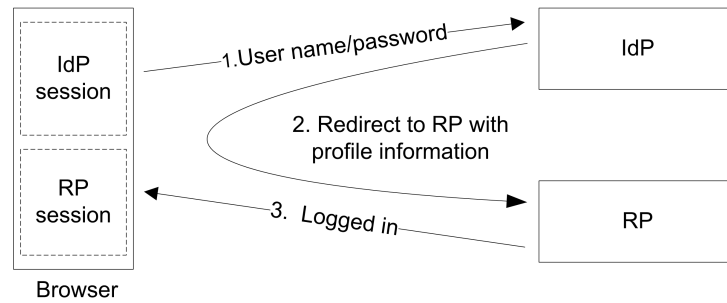 IdP
session
1.User name/password
IdP
2. Redirect to RP with
profile information
RP
session
3. Logged in
RP
Browser